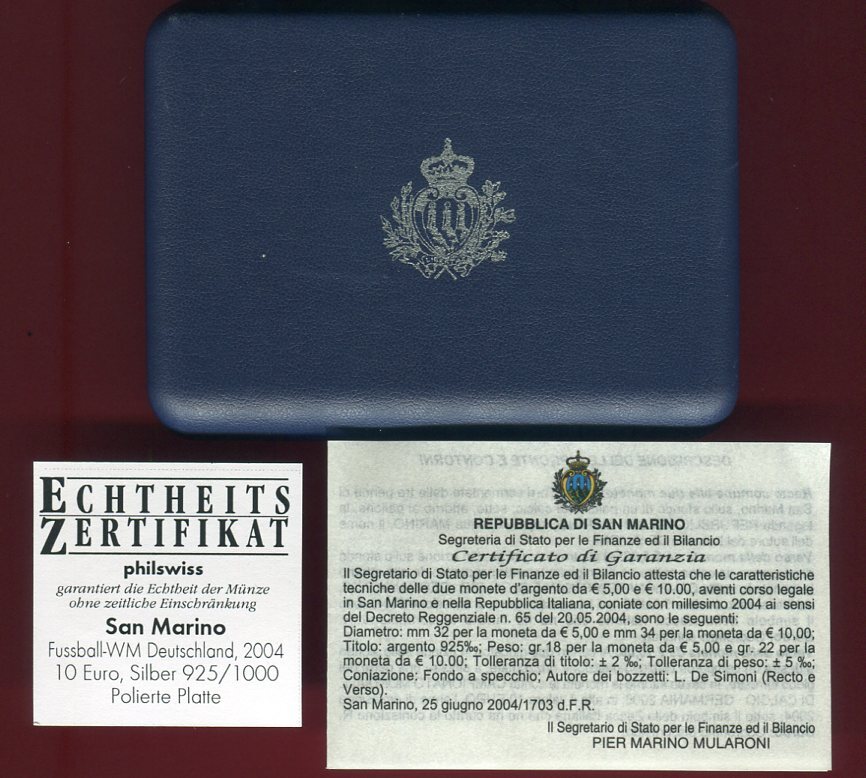 ECHTHEITS
ZERTIFIKAT
philswiss
garantiert die Echtheit der Münze
ohne zeitliche Einschränkung
San Marino
Fussball-WM Deutschland, 2004
10 Euro, Silber 925/1000
Polierte Platte
REPUBBLICA DI SAN MARINO
Segreteria di Stato per le Finanze ed il Bilancio
Certificato di Garanzia
Il Segretario di Stato per le Finanze ed il Bilancio attesta che le caratteristiche
tecniche delle due monete d'argento da € 5,00 e € 10.00, aventi corso legale
in San Marino e nella Repubblica Italiana, coniate con millesimo 2004 ai sensi
del Decreto Reggenziale n. 65 del 20.05.2004, sono le seguenti:
Diametro: mm 32 per la moneta da € 5,00 e mm 34 per la moneta da € 10,00;
Titolo: argento 925‰; Peso: gr.18 per la moneta da € 5,00 e gr. 22 per la
moneta da € 10.00; Tolleranza di titolo: ± 2 ‰; Tolleranza di peso: ± 5 ‰;
Coniazione: Fondo a specchio; Autore dei bozzetti: L. De Simoni (Recto e
Verso).
San Marino, 25 giugno 2004/1703 d.F.R.
Il Segretario di Stato per le Finanze ed il Bilancio
PIER MARINO MULARONI